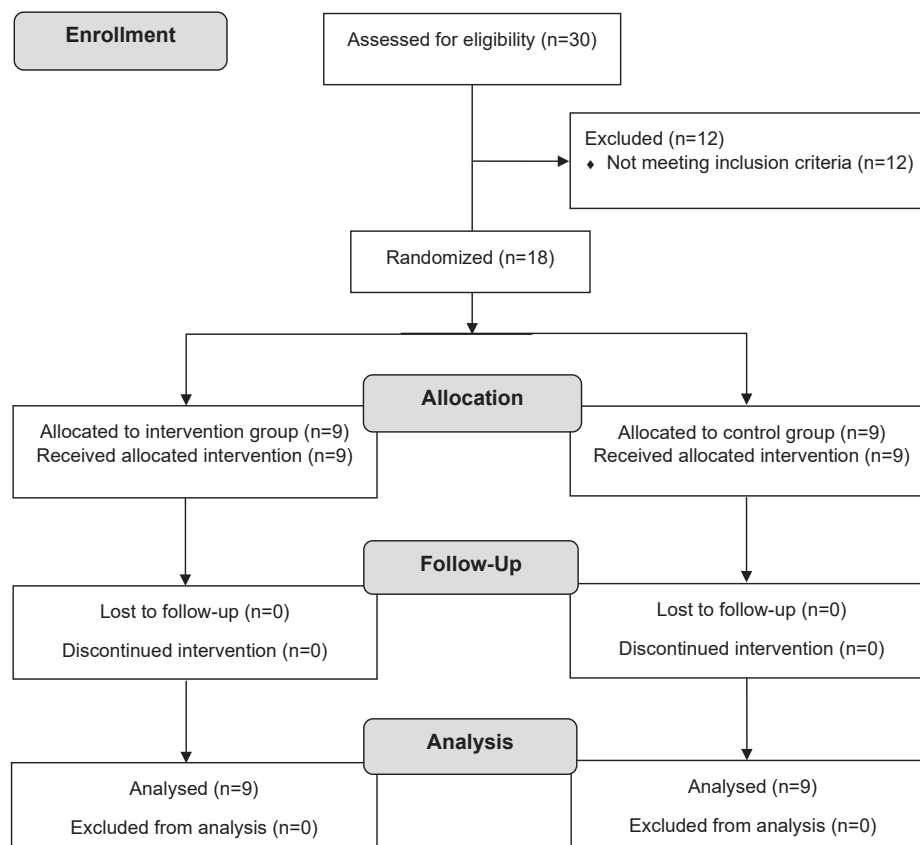 Enrollment
Assessed for eligibility (n=30)
Excluded (n=12)
♦ Not meeting inclusion criteria (n=12)
Randomized (n=18)
Allocation
Allocated to intervention group (n=9)
Received allocated intervention (n=9)
Allocated to control group (n=9)
Received allocated intervention (n=9)
Follow-Up
Lost to follow-up (n=0)
Discontinued intervention (n=0)
Lost to follow-up (n=0)
Discontinued intervention (n=0)
Analysis
Analysed (n=9)
Excluded from analysis (n=0)
Analysed (n=9)
Excluded from analysis (n=0)